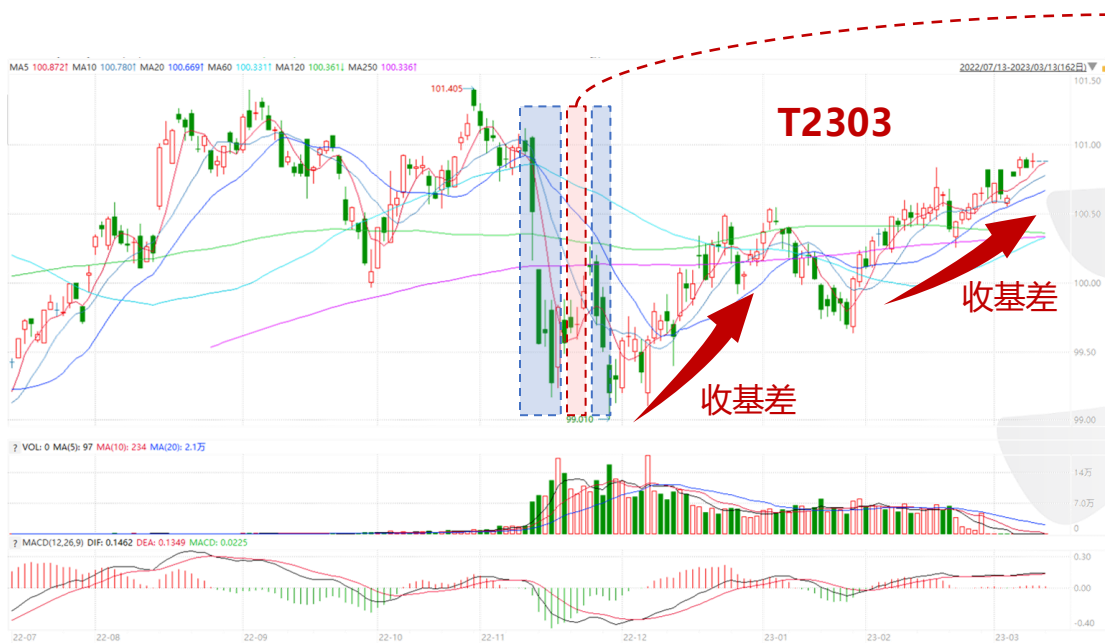 MA5 100.872↑ MA10 100.780↑ MA20 100.669↑ MA60 100.331↑ MA120 100.361↓ MA250 100.336↑
2022/07/13-2023/03/13(162日)▼
101.50
101.405
T2303
101.00
100.50
100.00
收基差
99.50
收基差
99.010
99.00
? VOL: 0 MA(5): 97 MA(10): 234 MA(20): 2.1万
14万
7.0万
0
? MACD(12,26,9) DIF: 0.1462 DEA: 0.1349 MACD: 0.0225
0.30
0.00
-0.40
22-07 22-08 22-09 22-10 22-11 22-12 23-01 23-02 23-03